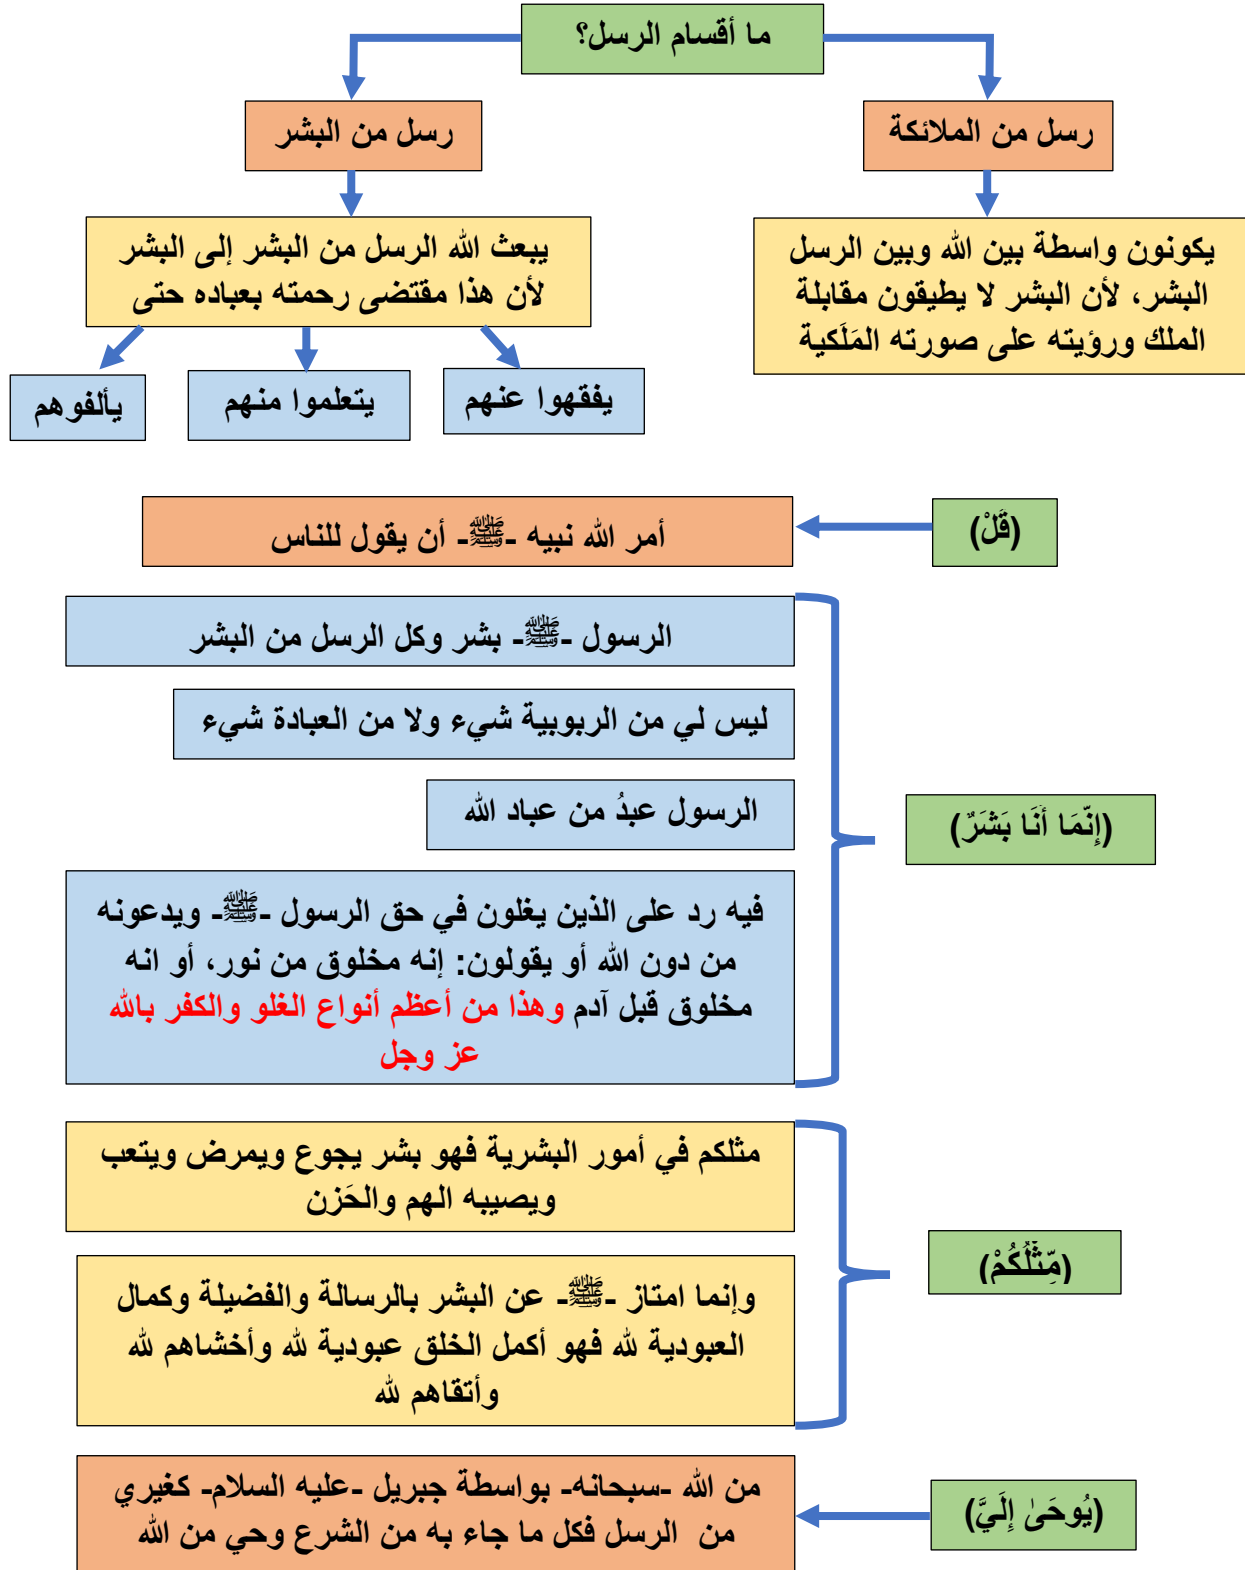 ما أقسام الرسل؟
رسل من الملائكة
رسل من البشر
يكونون واسطة بين الله وبين الرسل
البشر، لأن البشر لا يطيقون مقابلة
الملك ورؤيته على صورته المَلَكية
يبعث الله الرسل من البشر إلى البشر
لأن هذا مقتضى رحمته بعباده حتى
يفقهوا عنهم
يتعلموا منهم
يألفوهم
(قُلْ)
أمر الله نبيه -ﷺ- أن يقول للناس
(إِنَّمَا أَنَا بَشَرٌ)
الرسول -ﷺ- بشر وكل الرسل من البشر
ليس لي من الربوبية شيء ولا من العبادة شيء
الرسول عبدُ من عباد الله
فيه رد على الذين يغلون في حق الرسول -ﷺ- ويدعونه
من دون الله أو يقولون: إنه مخلوق من نور، أو انه
مخلوق قبل آدم وهذا من أعظم أنواع الغلو والكفر بالله
عز وجل
(مِّثْلُكُمْ)
مثلكم في أمور البشرية فهو بشر يجوع ويمرض ويتعب
ويصيبه الهم والحَزن
وإنما امتاز -ﷺ- عن البشر بالرسالة والفضيلة وكمال
العبودية لله فهو أكمل الخلق عبودية لله وأخشاهم لله
وأتقاهم لله
(يُوحَىٰ إِلَيَّ)
من الله -سبحانه- بواسطة جبريل -عليه السلام- كغيري
من الرسل فكل ما جاء به من الشرع وحي من الله